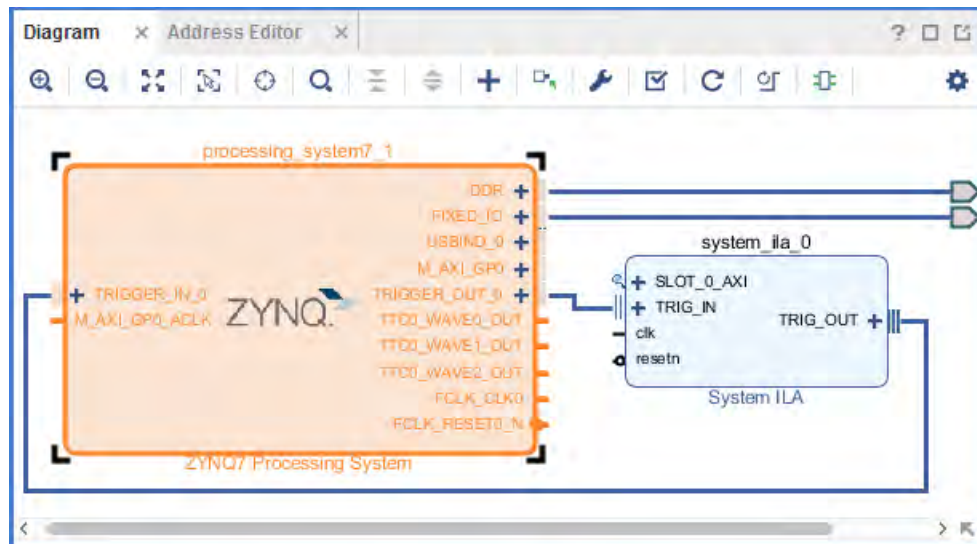 Diagram
Address Editor
processing_system7_1
DDR
FIXED_IO
USBIND_0
M_AXI_GP0
TRIGGER_IN_0
TRIGGER_OUT_0
M_AXI_GP0_ACLK
ZYNQ.
TTC0_WAVE0_OUT
TTC0_WAVE1_OUT
TTC0_WAVE2_OUT
FCLK_CLK0
FCLK_RESET0_N
ZYNQ7 Processing System
system_ila_0
SLOT_0_AXI
TRIG_IN
TRIG_OUT
clk
resetn
System ILA